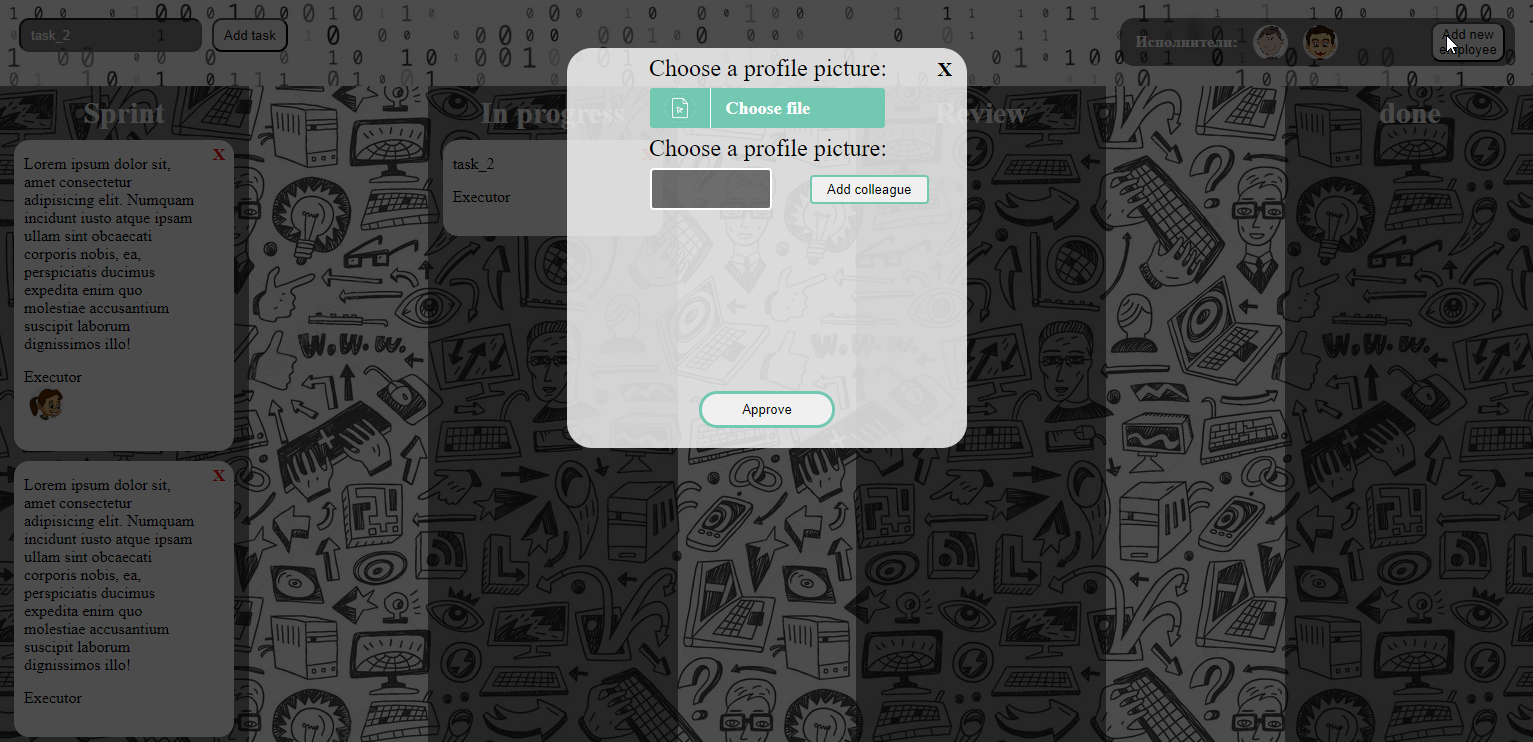 task_2
Add task
Исполнители:
Add new
employee
Choose a profile picture:
X
Choose file
Choose a profile picture:
Add colleague
Approve
Sprint
In progress
Review
done
X
Lorem ipsum dolor sit,
amet consectetur
adipisicing elit. Numquam
incidunt iusto atque ipsam
ullam sint obcaecati
corporis nobis, ea,
perspiciatis ducimus
expedita enim quo
molestiae accusantium
suscipit laborum
dignissimos illo!
Executor
X
Lorem ipsum dolor sit,
amet consectetur
adipisicing elit. Numquam
incidunt iusto atque ipsam
ullam sint obcaecati
corporis nobis, ea,
perspiciatis ducimus
expedita enim quo
molestiae accusantium
suscipit laborum
dignissimos illo!
Executor
task_2
Executor
W.w.w.
W.w.w.